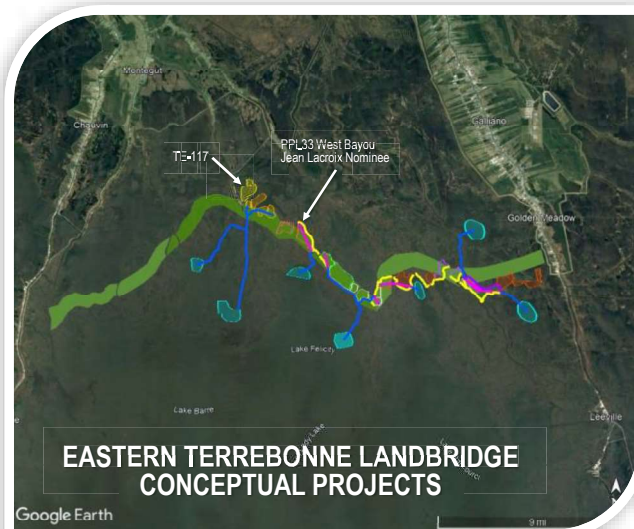 Montegut
Chauvin
Galliano
TE-117
PPL33 West Bayou
Jean Lacroix Nominee
Golden Meadow
Lake Felicity
Lake Barre
Leeville
EASTERN TERREBONNE LANDBRIDGE
CONCEPTUAL PROJECTS
Google Earth
9 mi